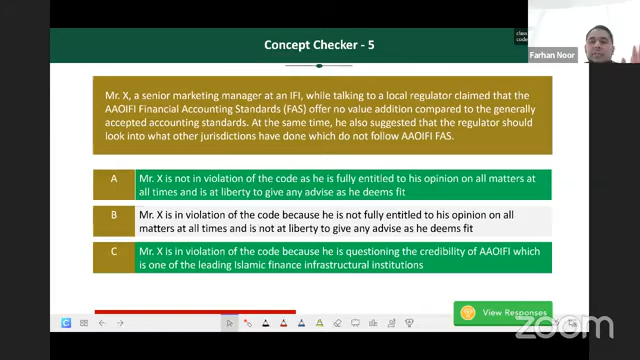 Concept Checker - 5
class
code
Farhan Noor
Mr. X, a senior marketing manager at an IFI, while talking to a local regulator claimed that the
AAOIFI Financial Accounting Standards (FAS) offer no value addition compared to the generally
accepted accounting standards. At the same time, he also suggested that the regulator should
look into what other jurisdictions have done which do not follow AAOIFI FAS.
A
Mr. X is not in violation of the code as he is fully entitled to his opinion on all matters at
all times and is at liberty to give any advise as he deems fit
B
Mr. X is in violation of the code because he is not fully entitled to his opinion on all
matters at all times and is not at liberty to give any advise as he deems fit
C
Mr. X is in violation of the code because he is questioning the credibility of AAOIFI which
is one of the leading Islamic finance infrastructural institutions
View Responses
zoom